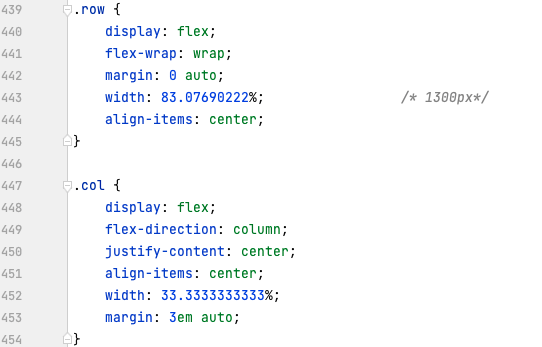 439 .row {
440 display: flex;
441 flex-wrap: wrap;
442 margin: 0 auto;
443 width: 83.07690222%; /* 1300px*/
444 align-items: center;
445 }
446
447 .col {
448 display: flex;
449 flex-direction: column;
450 justify-content: center;
451 align-items: center;
452 width: 33.3333333333%;
453 margin: 3em auto;
454 }